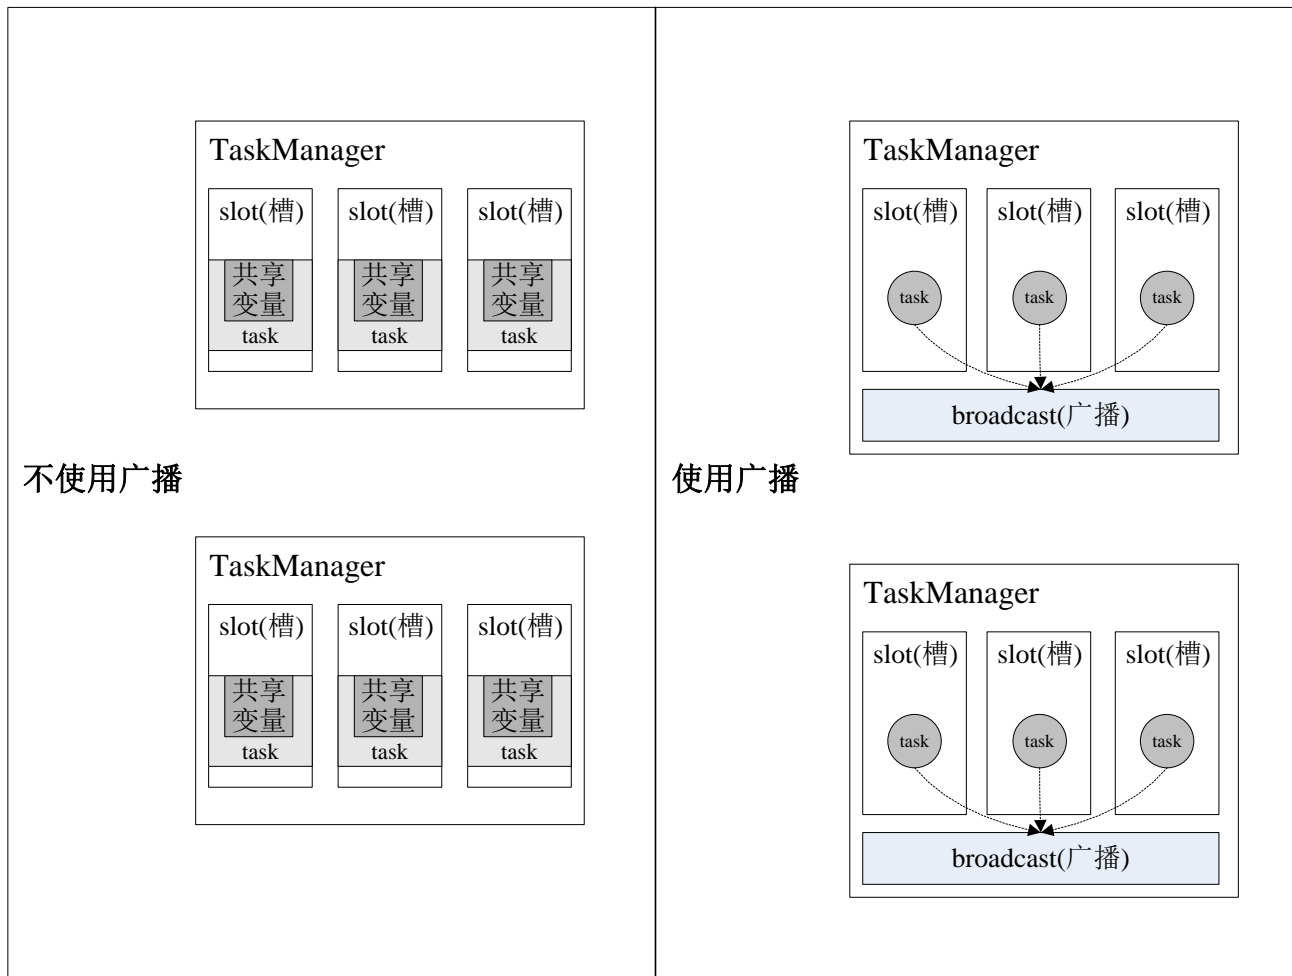 TaskManager
slot(槽)
slot(槽)
slot(槽)
共享
变量
task
共享
变量
task
共享
变量
task
不使用广播
TaskManager
slot(槽)
slot(槽)
slot(槽)
共享
变量
task
共享
变量
task
共享
变量
task
TaskManager
slot(槽)
slot(槽)
slot(槽)
task
task
task
broadcast(广播)
使用广播
TaskManager
slot(槽)
slot(槽)
slot(槽)
task
task
task
broadcast(广播)